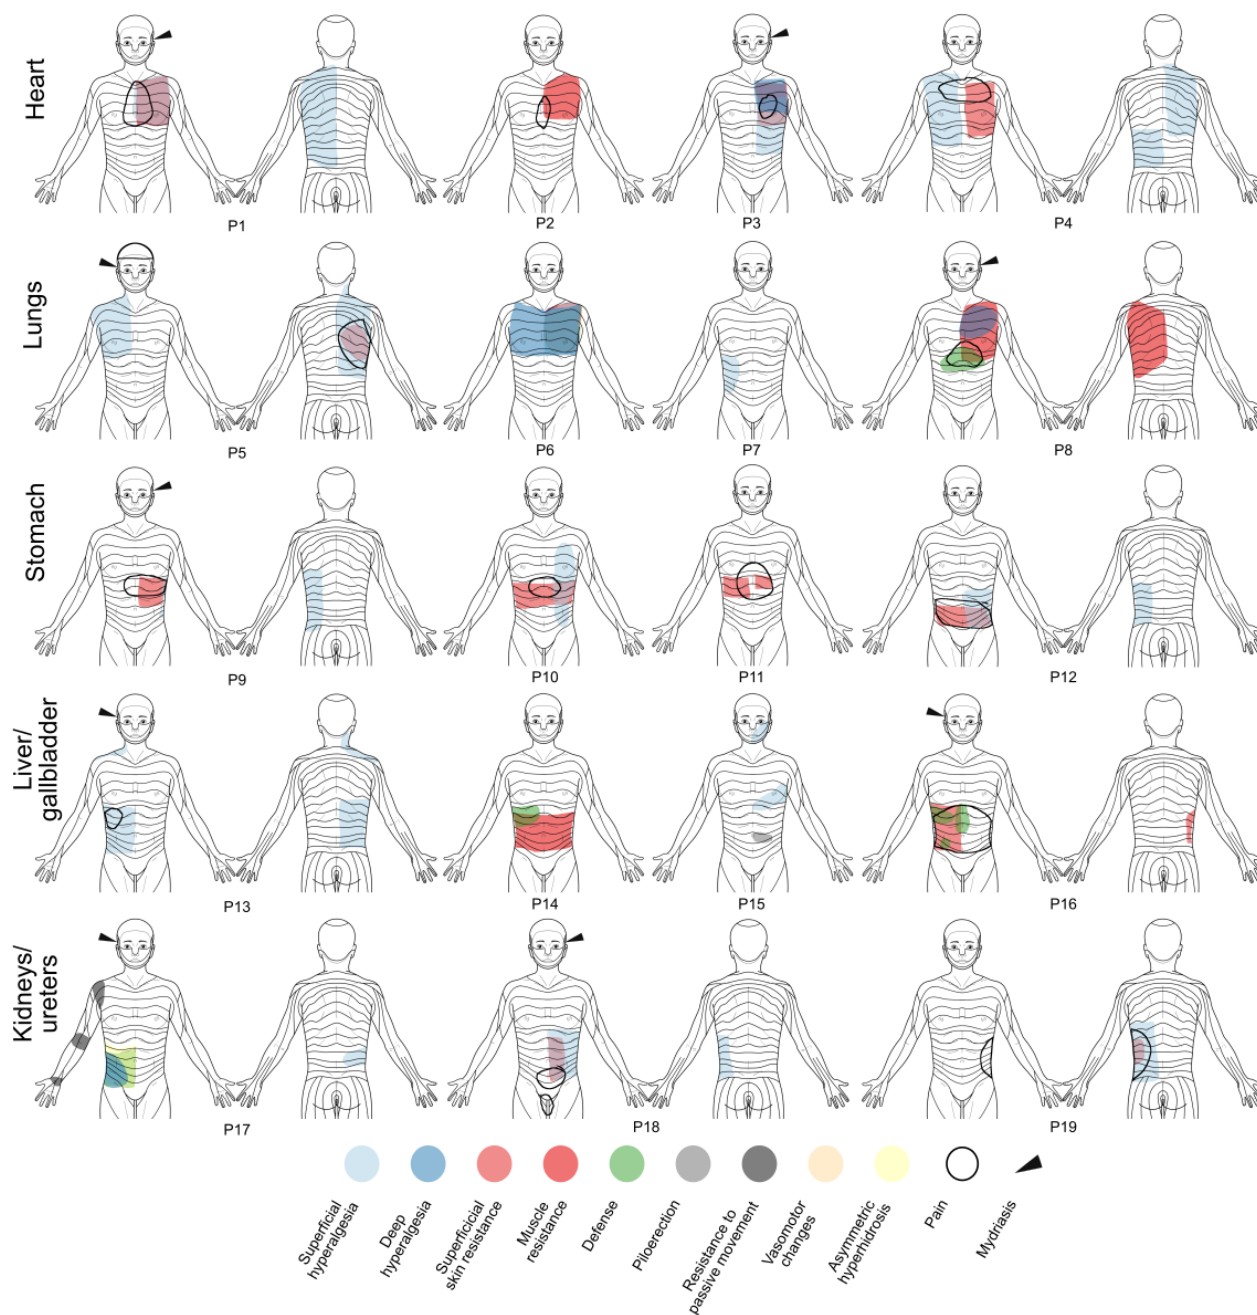 Heart
P1
P2
P3
P4
Lungs
P5
P6
P7
P8
Stomach
P9
P10
P11
P12
Liver/
gallbladder
P13
P14
P15
P16
Kidneys/
ureters
P17
P18
P19
Superficial
hyperalgesia
Deep
hyperalgesia
Superficicial
skin resistance
Muscle
resistance
Defense
Piloerection
Resistance to
passive movement
Vasomotor
changes
Asymmetric
hyperhidrosis
Pain
Mydriasis